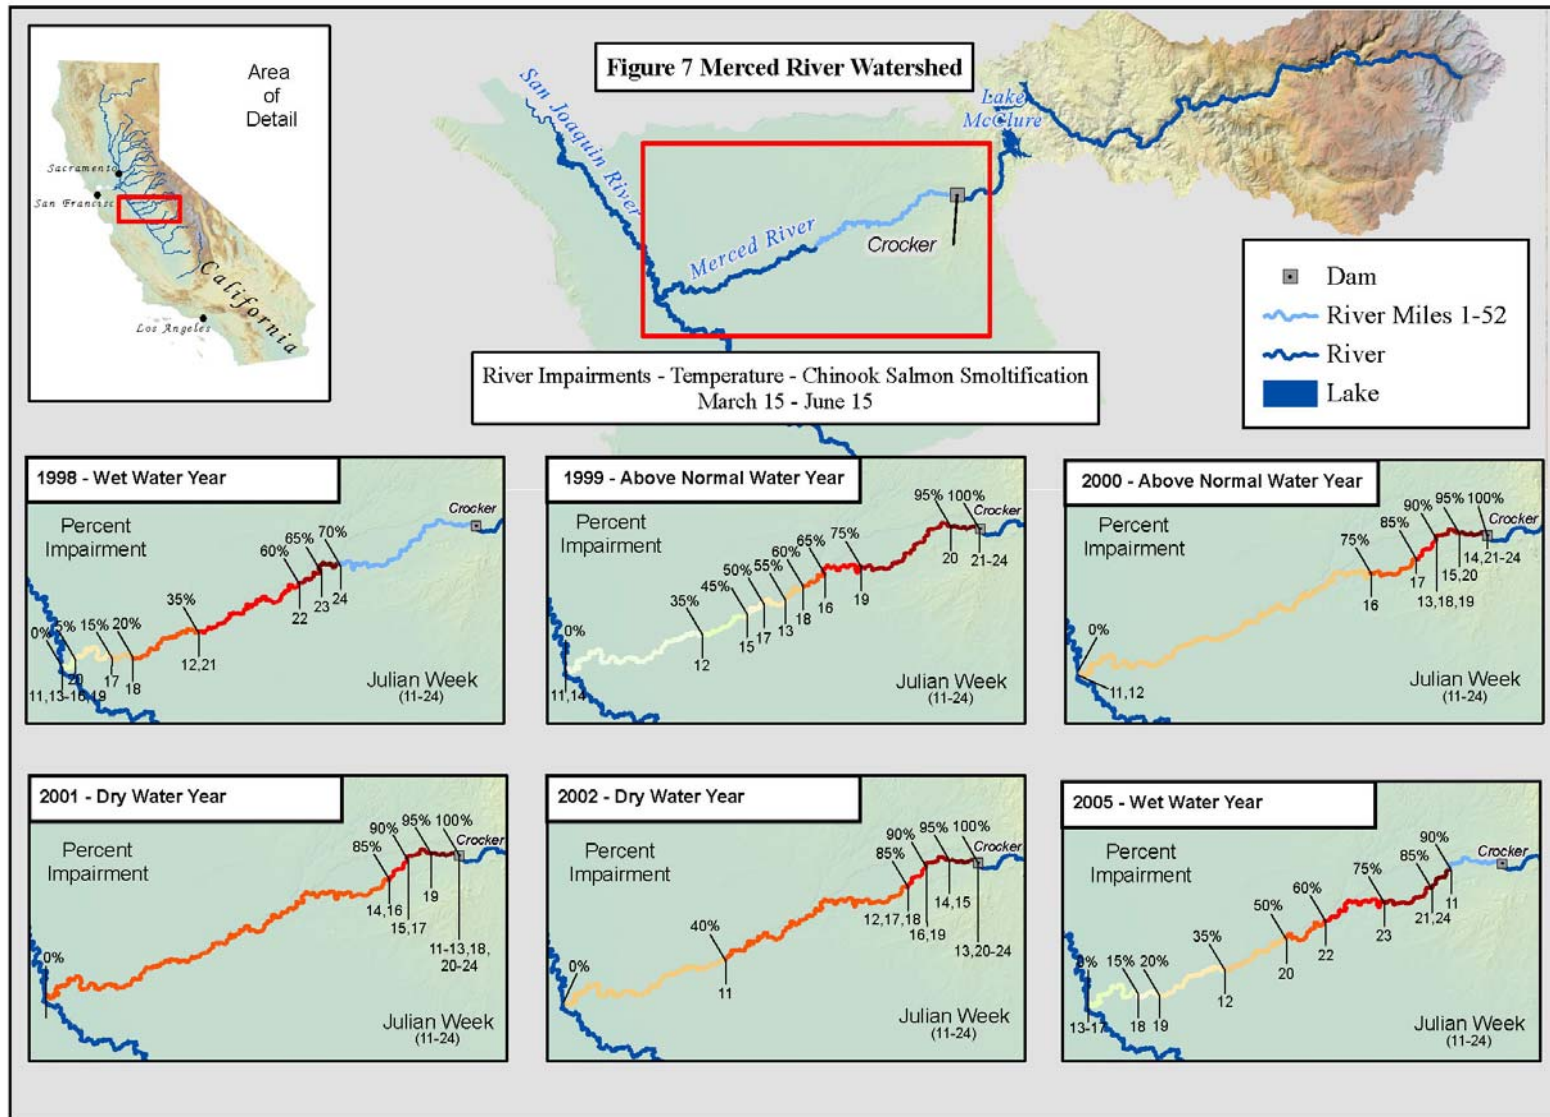 Figure 7 Merced River Watershed
Area
of
Detail
Sacramento
San Francisc
California
Los Angeles
San Joaquin River
Lake
McClure
Merced River
Crocker
Dam
River Miles 1-52
River
Lake
River Impairments - Temperature - Chinook Salmon Smoltification
March 15 - June 15
1998 - Wet Water Year
Percent
Impairment
Crocker
0%
5%
15%
20%
35%
60%
65%
70%
11,13-16,19
20
17
18
12,21
22
23
24
Julian Week
(11-24)
1999 - Above Normal Water Year
Percent
Impairment
Crocker
0%
35%
45%
50%
55%
60%
65%
75%
95%
100%
11,14
12
15
17
13
18
16
19
20
21-24
Julian Week
(11-24)
2000 - Above Normal Water Year
Percent
Impairment
Crocker
0%
75%
85%
90%
95%
100%
11,12
16
17
13,18,19
15,20
14,21-24
Julian Week
(11-24)
2001 - Dry Water Year
Percent
Impairment
Crocker
0%
85%
90%
95%
100%
14,16
15,17
19
11-13,18,
20-24
Julian Week
(11-24)
2002 - Dry Water Year
Percent
Impairment
Crocker
0%
40%
85%
90%
95%
100%
11
12,17,18
16,19
14,15
13,20-24
Julian Week
(11-24)
2005 - Wet Water Year
Percent
Impairment
Crocker
0%
15%
20%
35%
50%
60%
75%
85%
90%
13-17
18
19
12
20
22
23
21,24
11
Julian Week
(11-24)